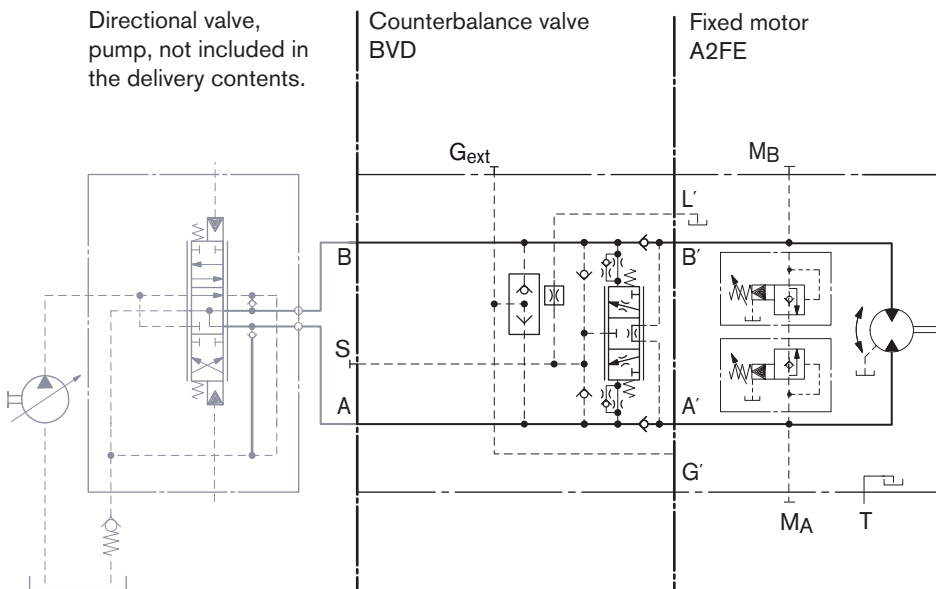 Directional valve,
pump, not included in
the delivery contents.
Counterbalance valve
BVD
Fixed motor
A2FE
Gext
MB
L′
B
B′
S
A
A′
G′
MA
T